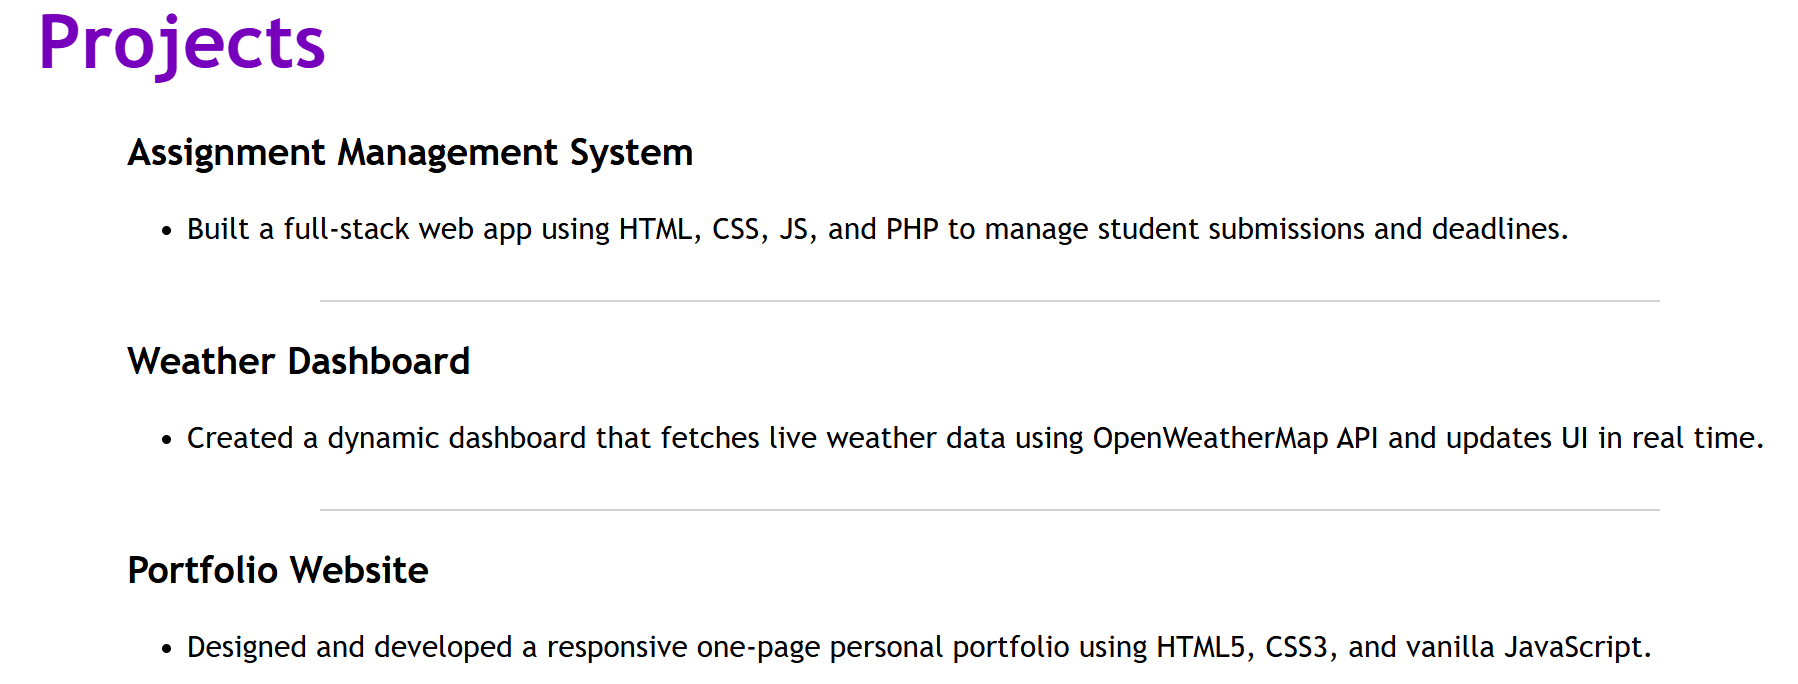 Projects
Assignment Management System
• Built a full-stack web app using HTML, CSS, JS, and PHP to manage student submissions and deadlines.
Weather Dashboard
• Created a dynamic dashboard that fetches live weather data using OpenWeatherMap API and updates UI in real time.
Portfolio Website
• Designed and developed a responsive one-page personal portfolio using HTML5, CSS3, and vanilla JavaScript.